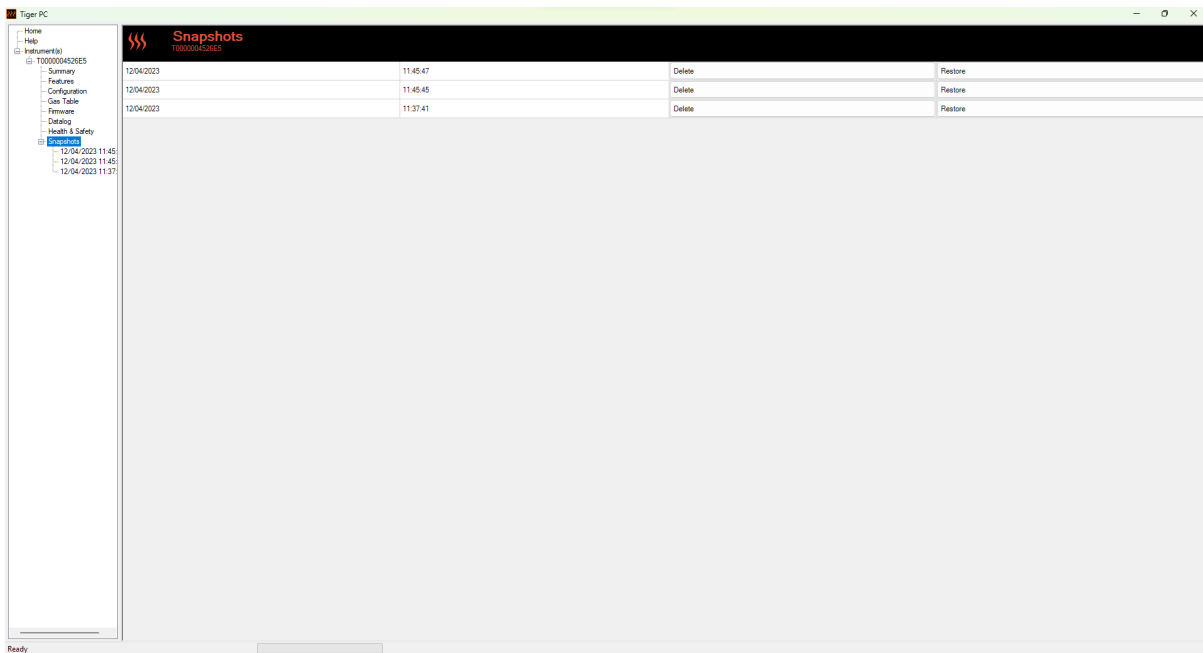 Tiger PC
Home
Help
Instrument(s)
T0000004526E5
Summary
Features
Configuration
Gas Table
Firmware
Datalog
Health & Safety
Snapshots
12/04/2023 11:45:
12/04/2023 11:45:
12/04/2023 11:37:
Snapshots
T0000004526E5
12/04/2023 11:45:47 Delete Restore
12/04/2023 11:45:45 Delete Restore
12/04/2023 11:37:41 Delete Restore
Ready